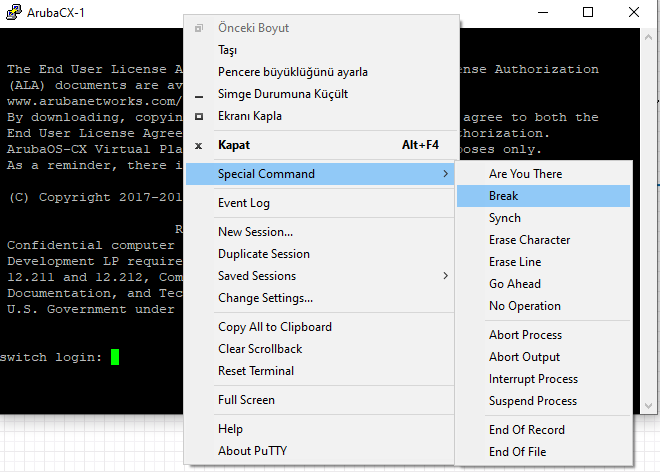 ArubaCX-1
The End User License A
ense Authorization
(ALA) documents are av
www.arubanetworks.com/
By downloading, copyin
agree to both the
End User License Agree
horization.
ArubaOS-CX Virtual Pla
poses only.
As a reminder, there i
(C) Copyright 2017-201
R
Confidential computer
Development LP require
12.211 and 12.212, Com
Documentation, and Tec
U.S. Government under
switch login:
Önceki Boyut
Taşı
Pencere büyüklüğünü ayarla
Simge Durumuna Küçült
Ekranı Kapla
x Kapat Alt+F4
Special Command
Event Log
New Session...
Duplicate Session
Saved Sessions
Change Settings...
Copy All to Clipboard
Clear Scrollback
Reset Terminal
Full Screen
Help
About PuTTY
Are You There
Break
Synch
Erase Character
Erase Line
Go Ahead
No Operation
Abort Process
Abort Output
Interrupt Process
Suspend Process
End Of Record
End Of File